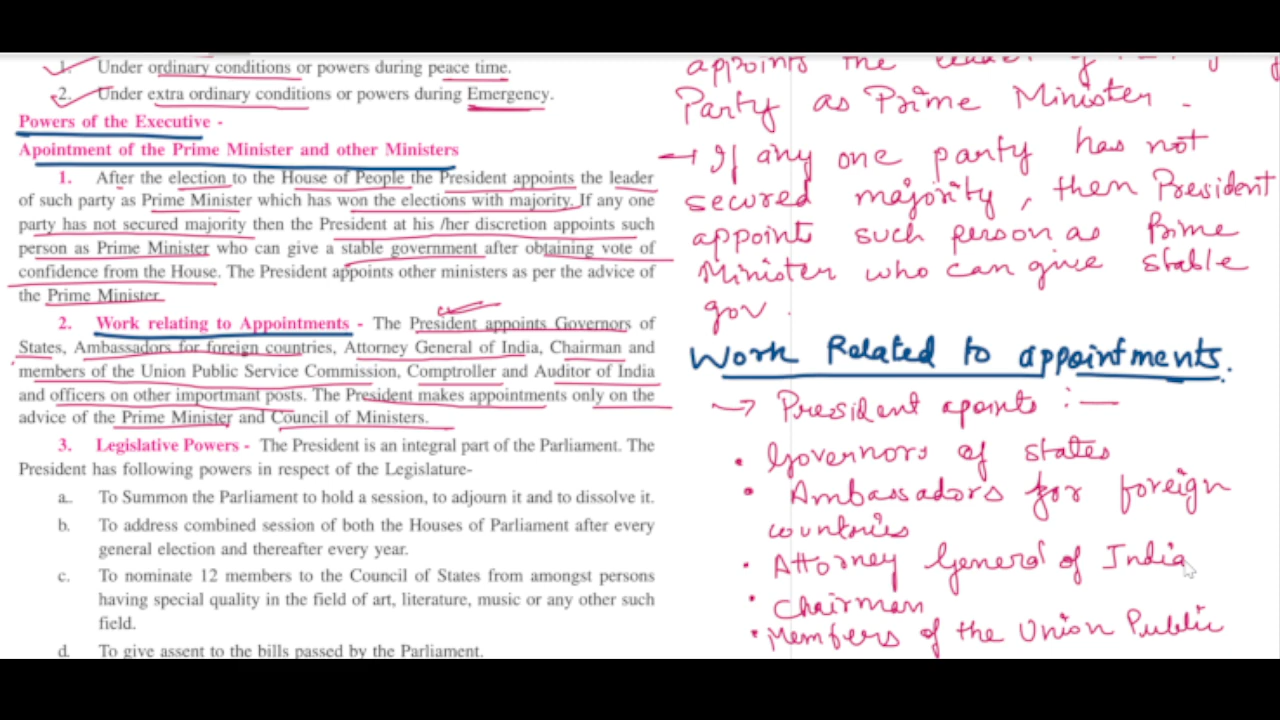 1. Under ordinary conditions or powers during peace time.
2. Under extra ordinary conditions or powers during Emergency.
Powers of the Executive -
Apointment of the Prime Minister and other Ministers
1. After the election to the House of People the President appoints the leader
of such party as Prime Minister which has won the elections with majority. If any one
party has not secured majority then the President at his /her discretion appoints such
person as Prime Minister who can give a stable government after obtaining vote of
confidence from the House. The President appoints other ministers as per the advice of
the Prime Minister.
2. Work relating to Appointments - The President appoints Governors of
States, Ambassadors for foreign countries, Attorney General of India, Chairman and
members of the Union Public Service Commission, Comptroller and Auditor of India
and officers on other importmant posts. The President makes appointments only on the
advice of the Prime Minister and Council of Ministers.
3. Legislative Powers - The President is an integral part of the Parliament. The
President has following powers in respect of the Legislature-
a. To Summon the Parliament to hold a session, to adjourn it and to dissolve it.
b. To address combined session of both the Houses of Parliament after every
general election and thereafter every year.
c. To nominate 12 members to the Council of States from amongst persons
having special quality in the field of art, literature, music or any other such
field.
d. To give assent to the bills passed by the Parliament.
appoints the
Party as Prime Minister.
→ If any one party has not
secured majority, then President
appoints such person as Prime
Minister who can give stable
gov.
Work Related to appointments.
→ President apoints :—
• Governors of states
• Ambassadors for foreign
countries
• Attorney General of India
• Chairman
• Members of the Union Public